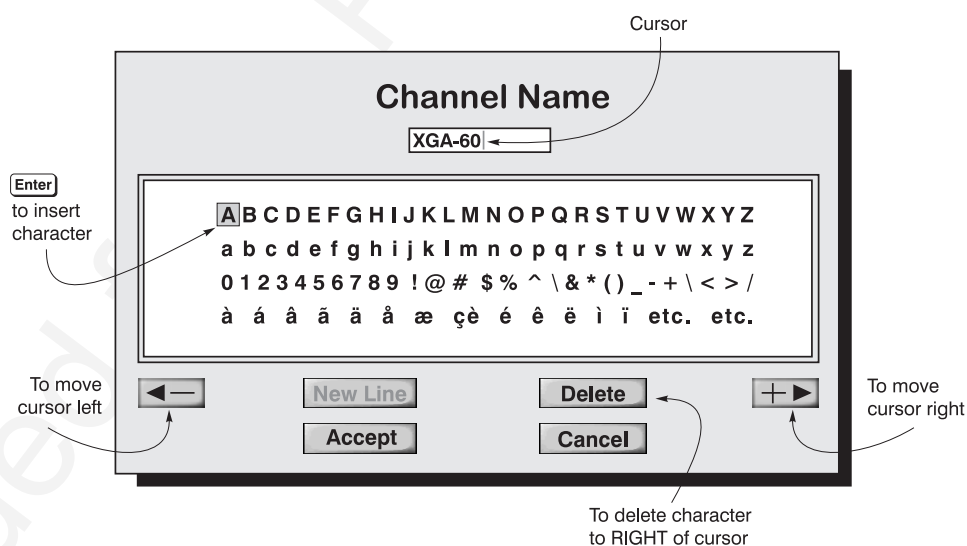 Cursor
Channel Name
XGA-60
Enter
to insert
character
A B C D E F G H I J K L M N O P Q R S T U V W X Y Z
a b c d e f g h i j k l m n o p q r s t u v w x y z
0 1 2 3 4 5 6 7 8 9 ! @ # $ % ^ \ & * ( ) _ - + \ < > /
à á â ã ä å æ çè é ê ë ì ï etc. etc.
To move
cursor left
New Line
Delete
To move
cursor right
Accept
Cancel
To delete character
to RIGHT of cursor